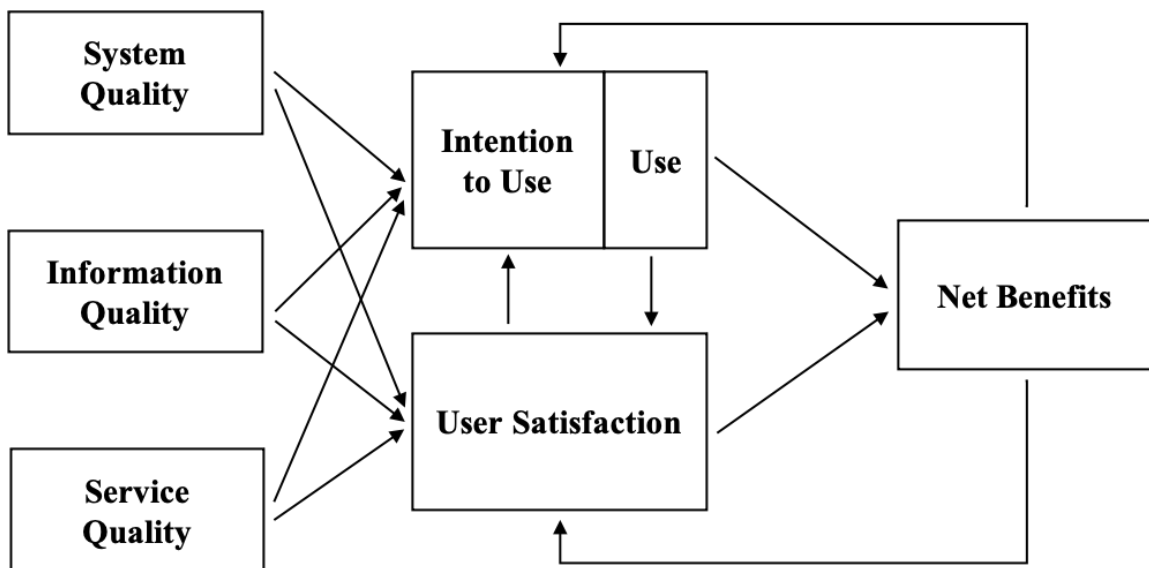 System
Quality
Intention
to Use
Use
Information
Quality
Net Benefits
User Satisfaction
Service
Quality